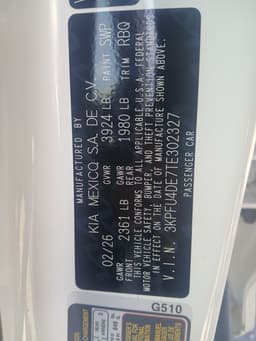 MANUFACTURED BY
KIA MEXICO, S.A. DE C.V.
02/26 3924 LB PAINT SWP
GAWR FRONT 2361 LB GAWR REAR 1980 LB TRIM RBQ
THIS VEHICLE CONFORMS TO ALL APPLICABLE U.S.A. FEDERAL
MOTOR VEHICLE SAFETY, BUMPER, AND THEFT PREVENTION STANDARDS
IN EFFECT ON THE DATE OF MANUFACTURE SHOWN ABOVE.
V.I.N. 3KPFU4DE7TE302327
PASSENGER CAR
G510